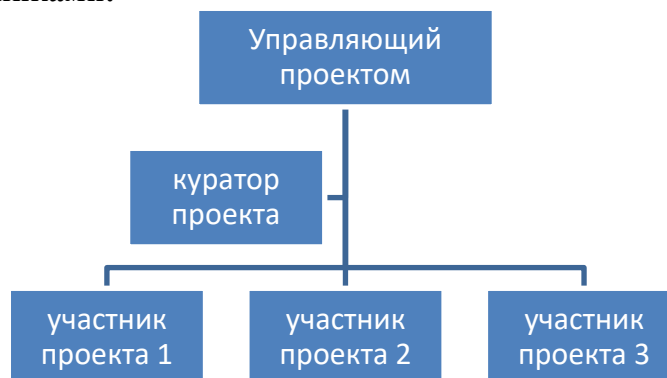 Управляющий
проектом
куратор
проекта
участник
проекта 1
участник
проекта 2
участник
проекта 3